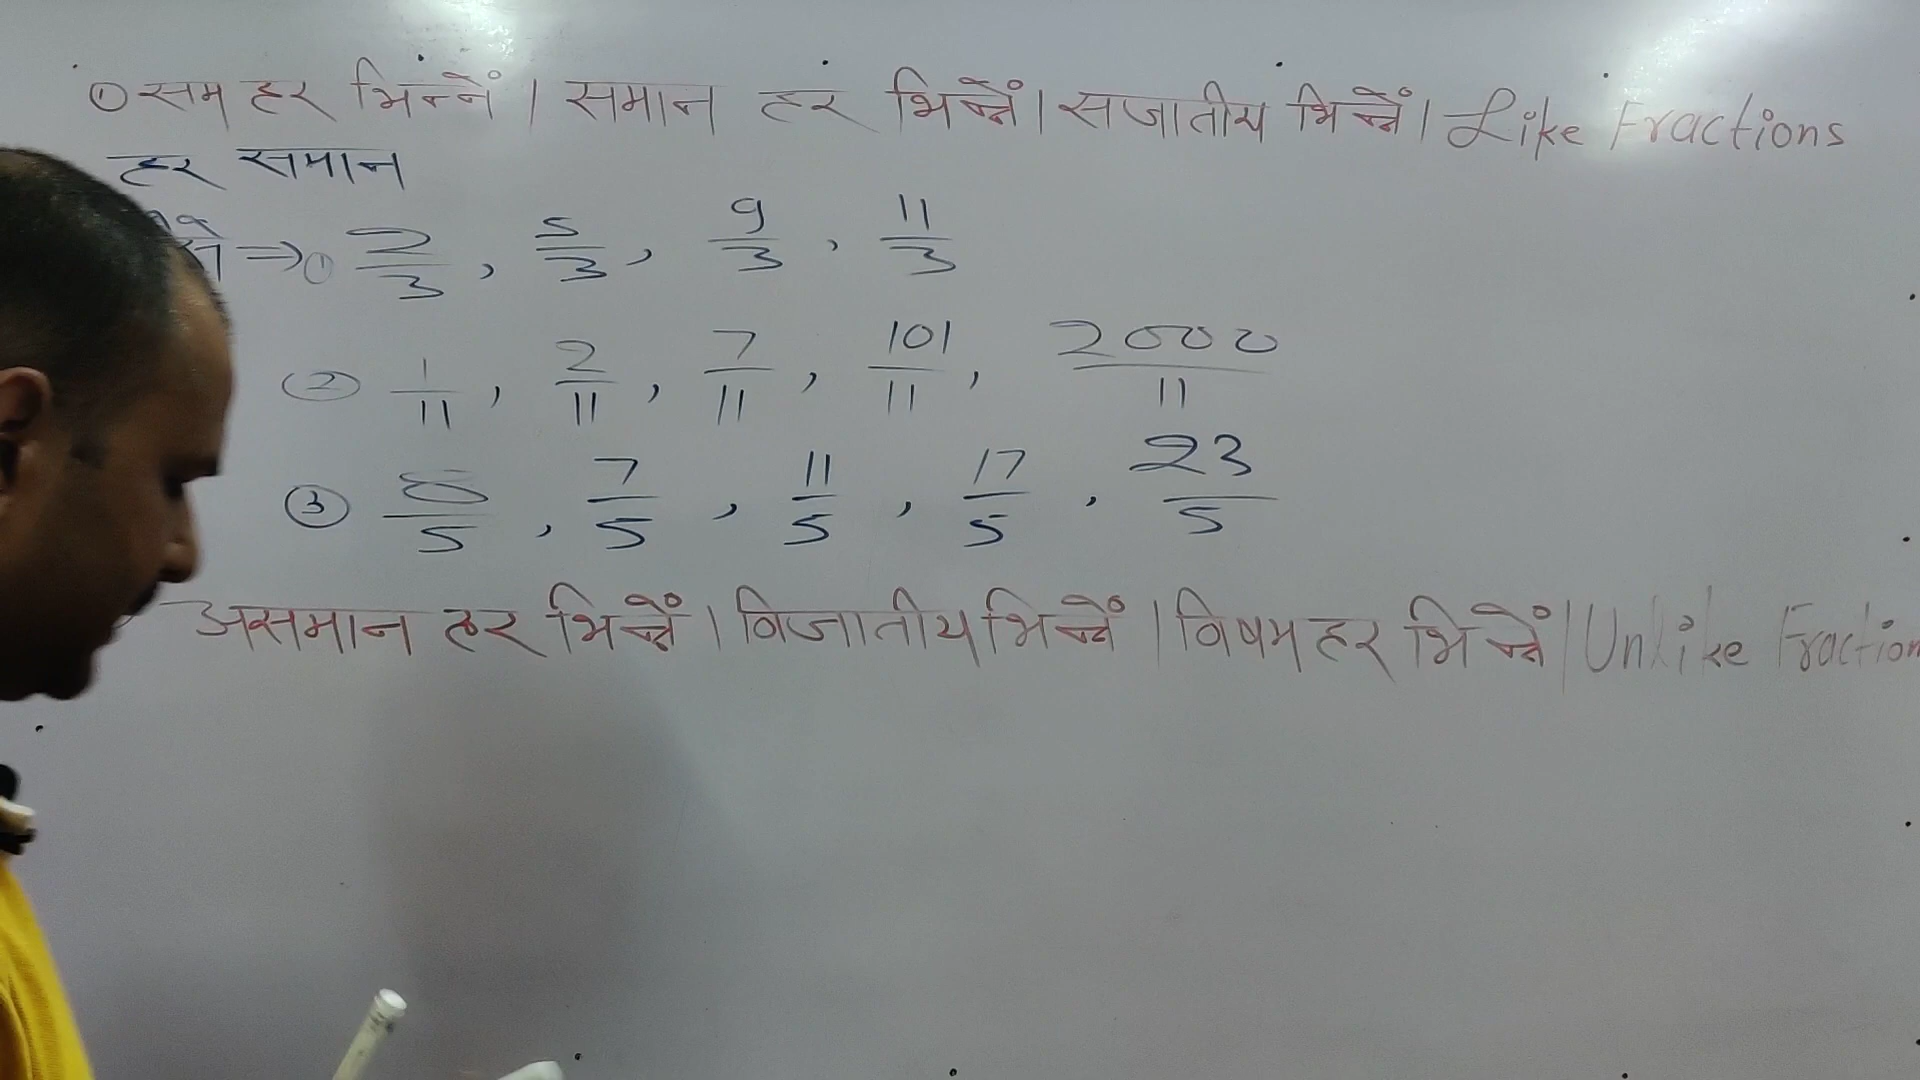 ① सम हर भिन्नें । समान हर भिन्नें । सजातीय भिन्नें । Like Fractions
हर समान
⇒ ① 2/3, 5/3, 9/3, 11/3
② 1/11, 2/11, 7/11, 101/11, 2000/11
③ 8/5, 7/5, 11/5, 17/5, 23/5
असमान हर भिन्नें । विजातीय भिन्नें । विषम हर भिन्नें | Unlike Fraction